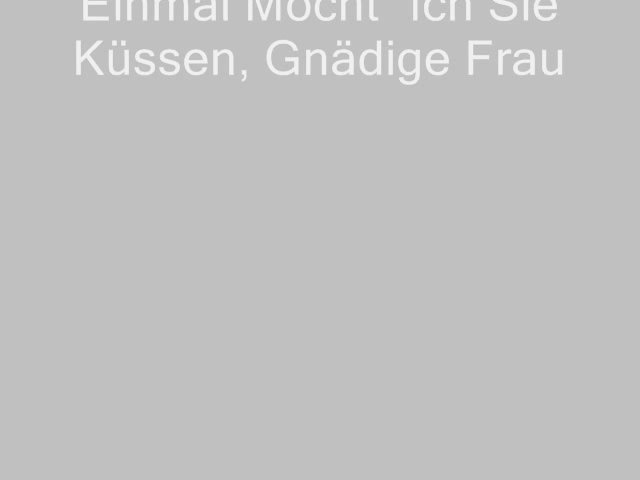 Einmal Möcht´ Ich Sie
Küssen, Gnädige Frau